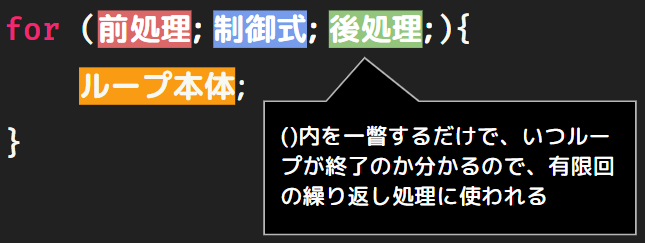 for (前処理; 制御式; 後処理;){
ループ本体;
}
()内を一瞥するだけで、いつルー
プが終了のか分かるので、有限回
の繰り返し処理に使われる